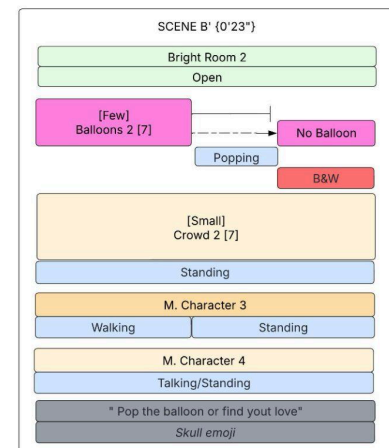 SCENE B' {0'23"}
Bright Room 2
Open
[Few]
Balloons 2 [7]
No Balloon
Popping
B&W
[Small]
Crowd 2 [7]
Standing
M. Character 3
Walking
Standing
M. Character 4
Talking/Standing
" Pop the balloon or find yout love"
Skull emoji